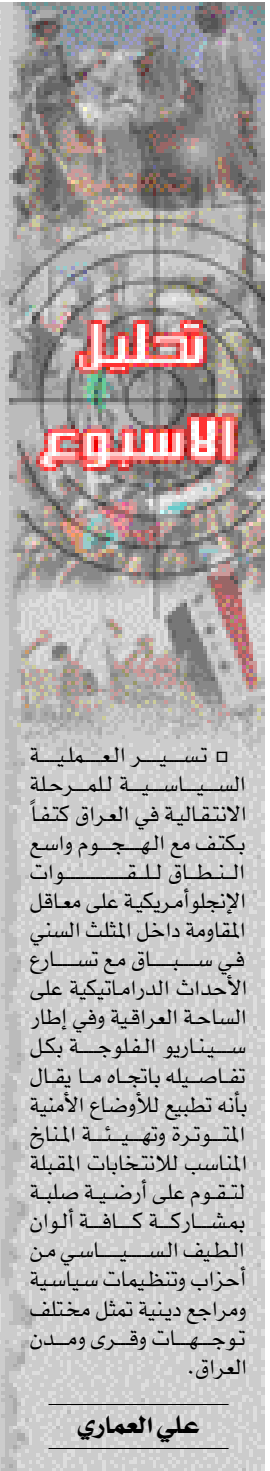 تحليل
الاسبوع
□ تسيـر العمليـة
السياسية للمرحلة
الانتقالية في العراق كتفاً
بكتف مع الهجوم واسع
النطاق للقوات
الإنجلوأمريكية على معاقل
المقاومة داخل المثلث السني
في سباق مع تسارع
الأحداث الدراماتيكية على
الساحة العراقية وفي إطار
سيناريو الفلوجة بكل
تفاصيله باتجاه ما يقال
بأنه تطبيع للأوضاع الأمنية
المتوترة وتهيئة المناخ
المناسب للانتخابات المقبلة
لتقوم على أرضية صلبة
بمشاركة كافة ألوان
الطيف السياسي من
أحزاب وتنظيمات سياسية
ومراجع دينية تمثل مختلف
توجهات وقرى ومدن
العراق.
علي العماري